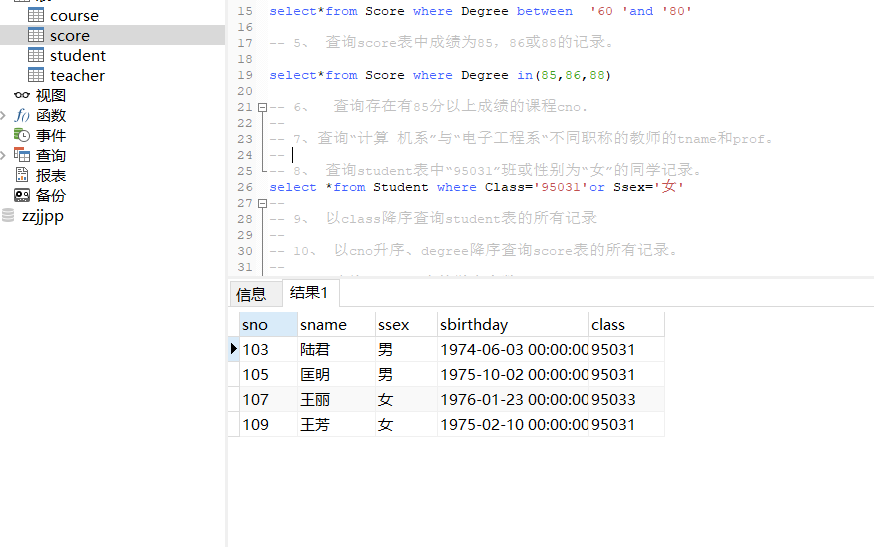 course
score
student
teacher
视图
f() 函数
事件
查询
报表
备份
zzjjpp
15 select*from Score where Degree between  '60 'and '80'
16
17 -- 5、 查询score表中成绩为85，86或88的记录。
18
19 select*from Score where Degree in(85,86,88)
20
21 -- 6、  查询存在有85分以上成绩的课程cno.
22 --
23 -- 7、查询“计算 机系”与“电子工程系“不同职称的教师的tname和prof。
24 --
25 -- 8、 查询student表中“95031”班或性别为“女”的同学记录。
26 select *from Student where Class='95031'or Ssex='女'
27 --
28 -- 9、 以class降序查询student表的所有记录
29 --
30 -- 10、 以cno升序、degree降序查询score表的所有记录。
31 --
信息 结果1
sno sname ssex sbirthday class
103 陆君 男 1974-06-03 00:00:00 95031
105 匡明 男 1975-10-02 00:00:00 95031
107 王丽 女 1976-01-23 00:00:00 95033
109 王芳 女 1975-02-10 00:00:00 95031